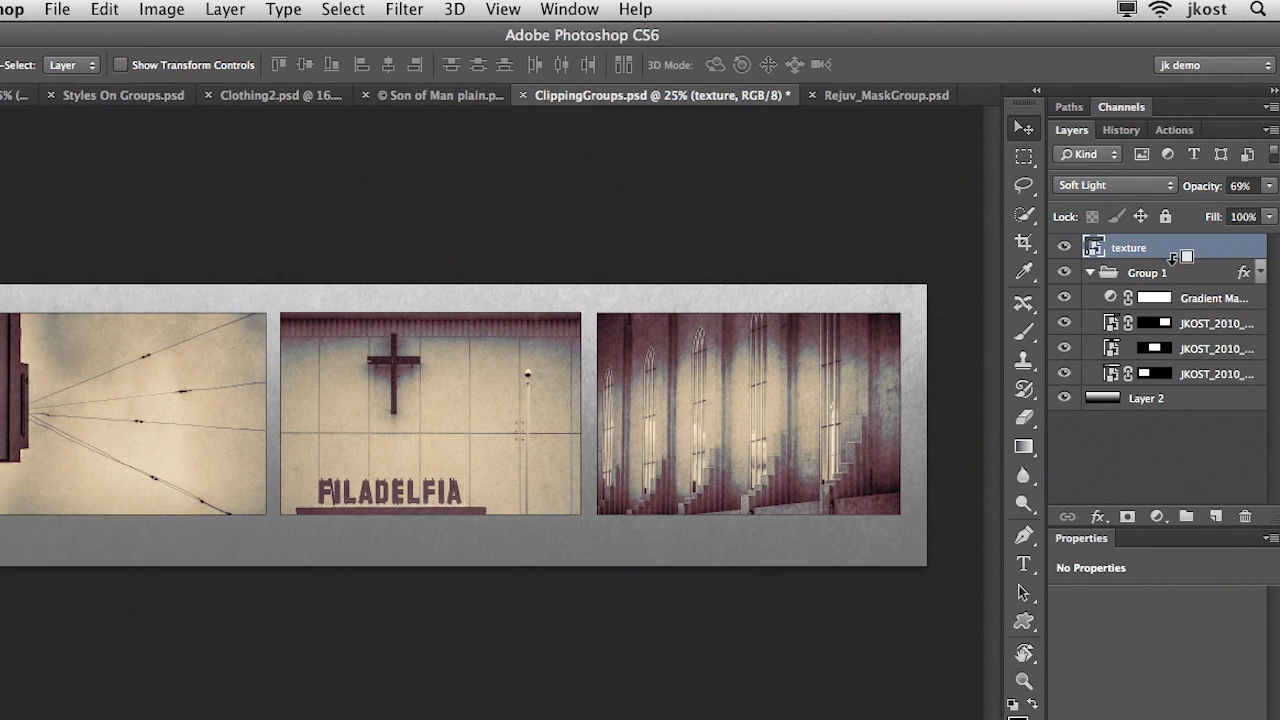 hop File Edit Image Layer Type Select Filter 3D View Window Help jkost
Adobe Photoshop CS6
-Select: Layer Show Transform Controls 3D Mode: jk demo
% (... × Styles On Groups.psd × Clothing2.psd @ 16.... × © Son of Man plain.p... × ClippingGroups.psd @ 25% (texture, RGB/8) * × Rejuv_MaskGroup.psd
Paths Channels
Layers History Actions
Kind
Soft Light Opacity: 69%
Lock: Fill: 100%
texture
Group 1 fx
Gradient Ma...
JKOST_2010_...
JKOST_2010_...
JKOST_2010_...
Layer 2
fx
Properties
No Properties
FILADELFIA